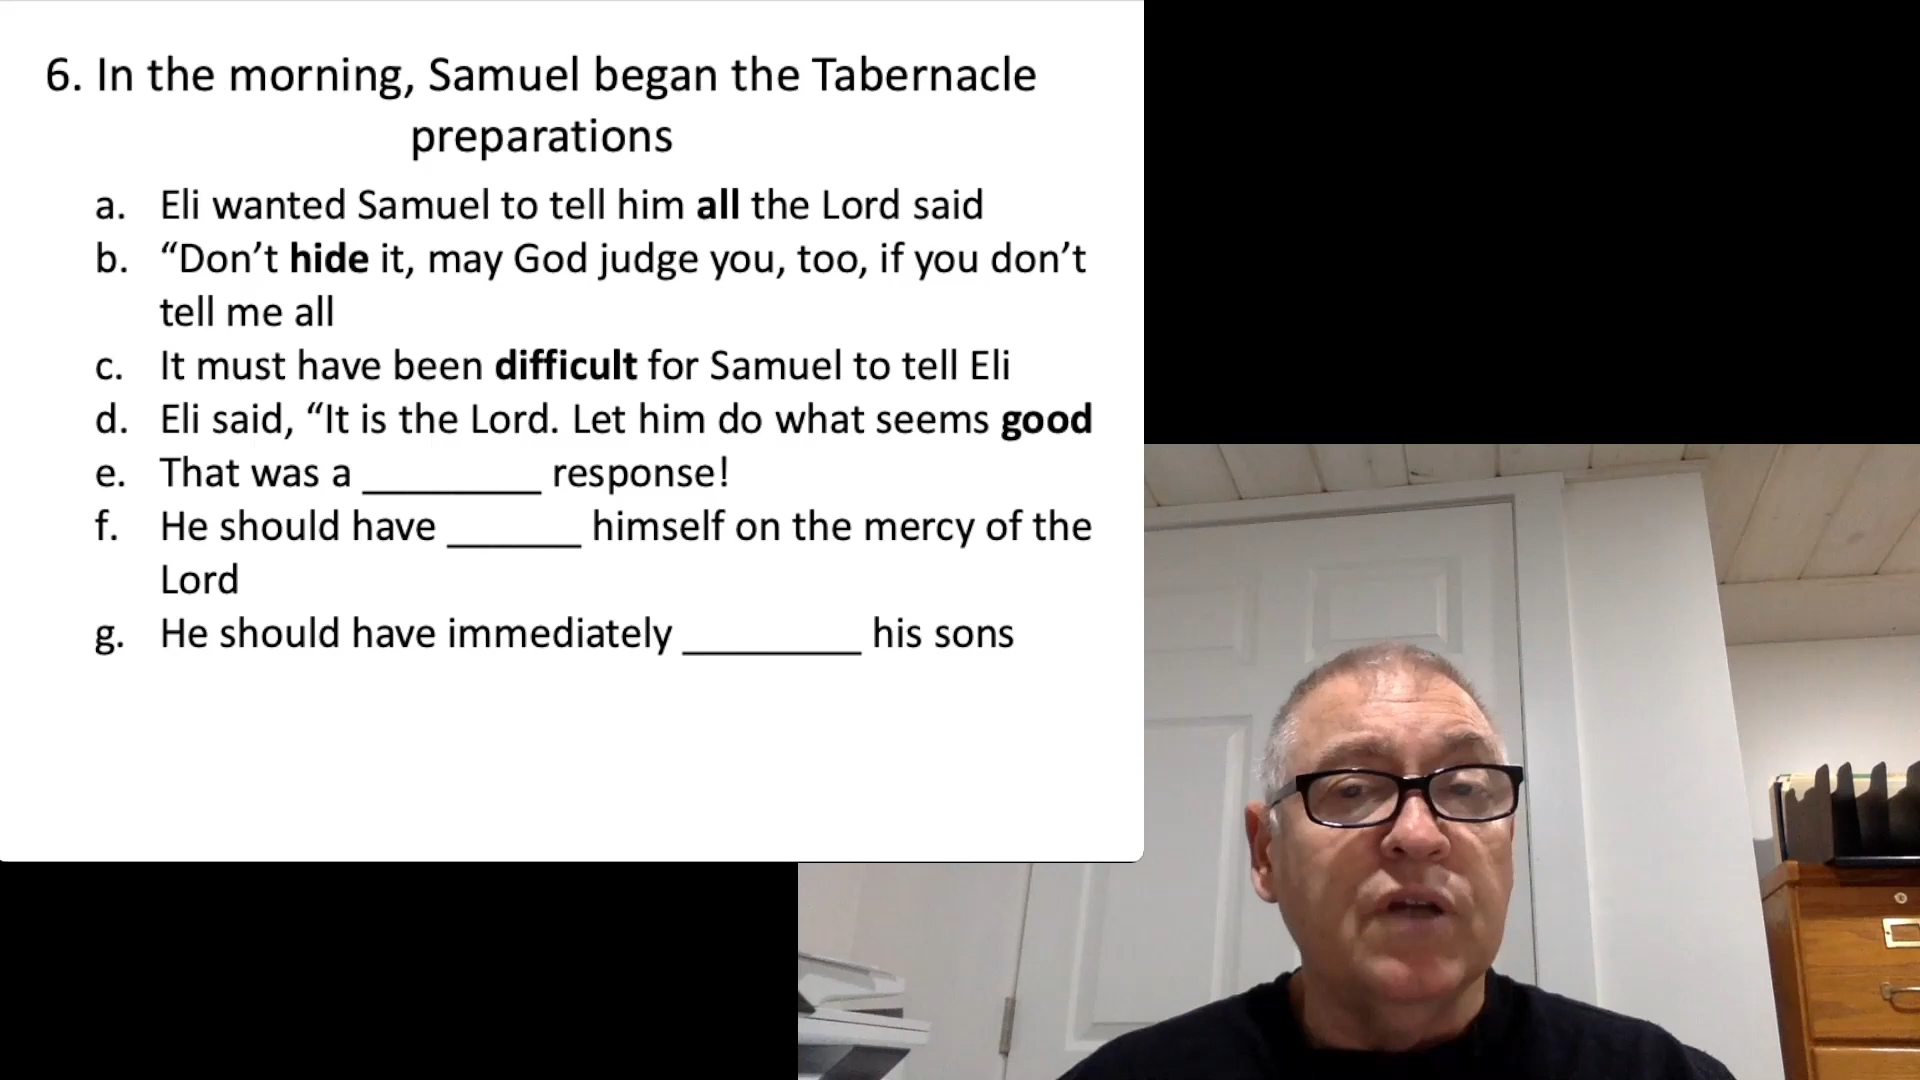 6. In the morning, Samuel began the Tabernacle
preparations
a. Eli wanted Samuel to tell him all the Lord said
b. “Don’t hide it, may God judge you, too, if you don’t
tell me all
c. It must have been difficult for Samuel to tell Eli
d. Eli said, “It is the Lord. Let him do what seems good
e. That was a ________ response!
f. He should have ______ himself on the mercy of the
Lord
g. He should have immediately ________ his sons